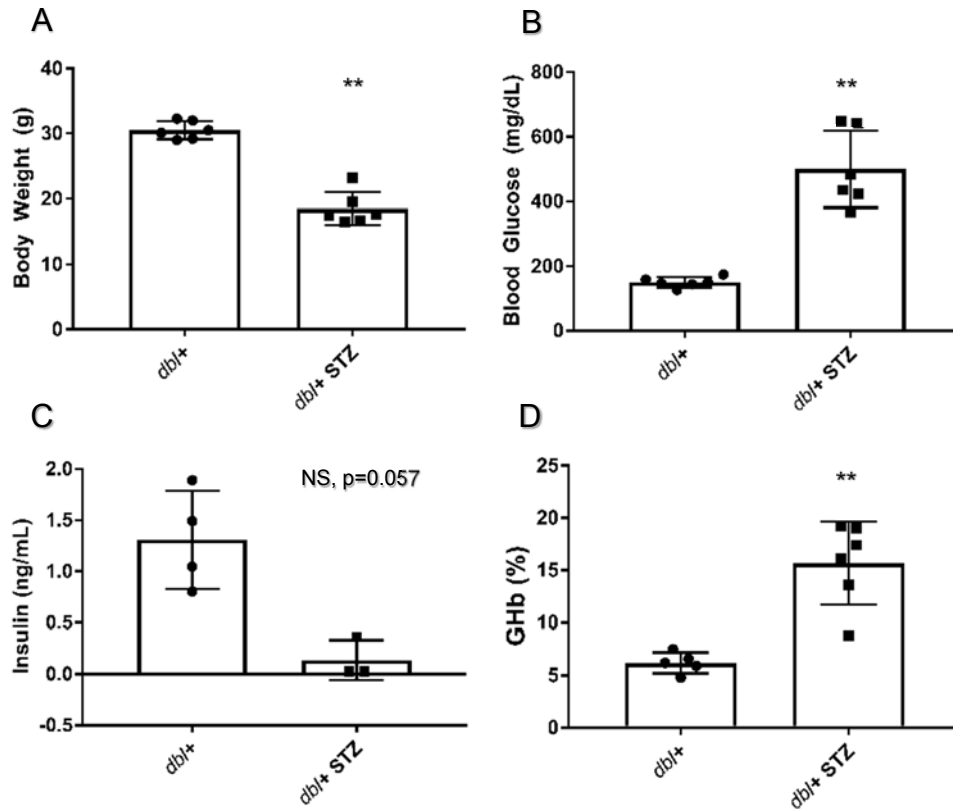 A
Body Weight (g)
40
30
20
10
0
**
db/+
db/+ STZ
B
Blood Glucose (mg/dL)
800
600
400
200
0
**
db/+
db/+ STZ
C
Insulin (ng/mL)
2.0
1.5
1.0
0.5
0.0
-0.5
NS, p=0.057
db/+
db/+ STZ
D
GHb (%)
25
20
15
10
5
0
**
db/+
db/+ STZ